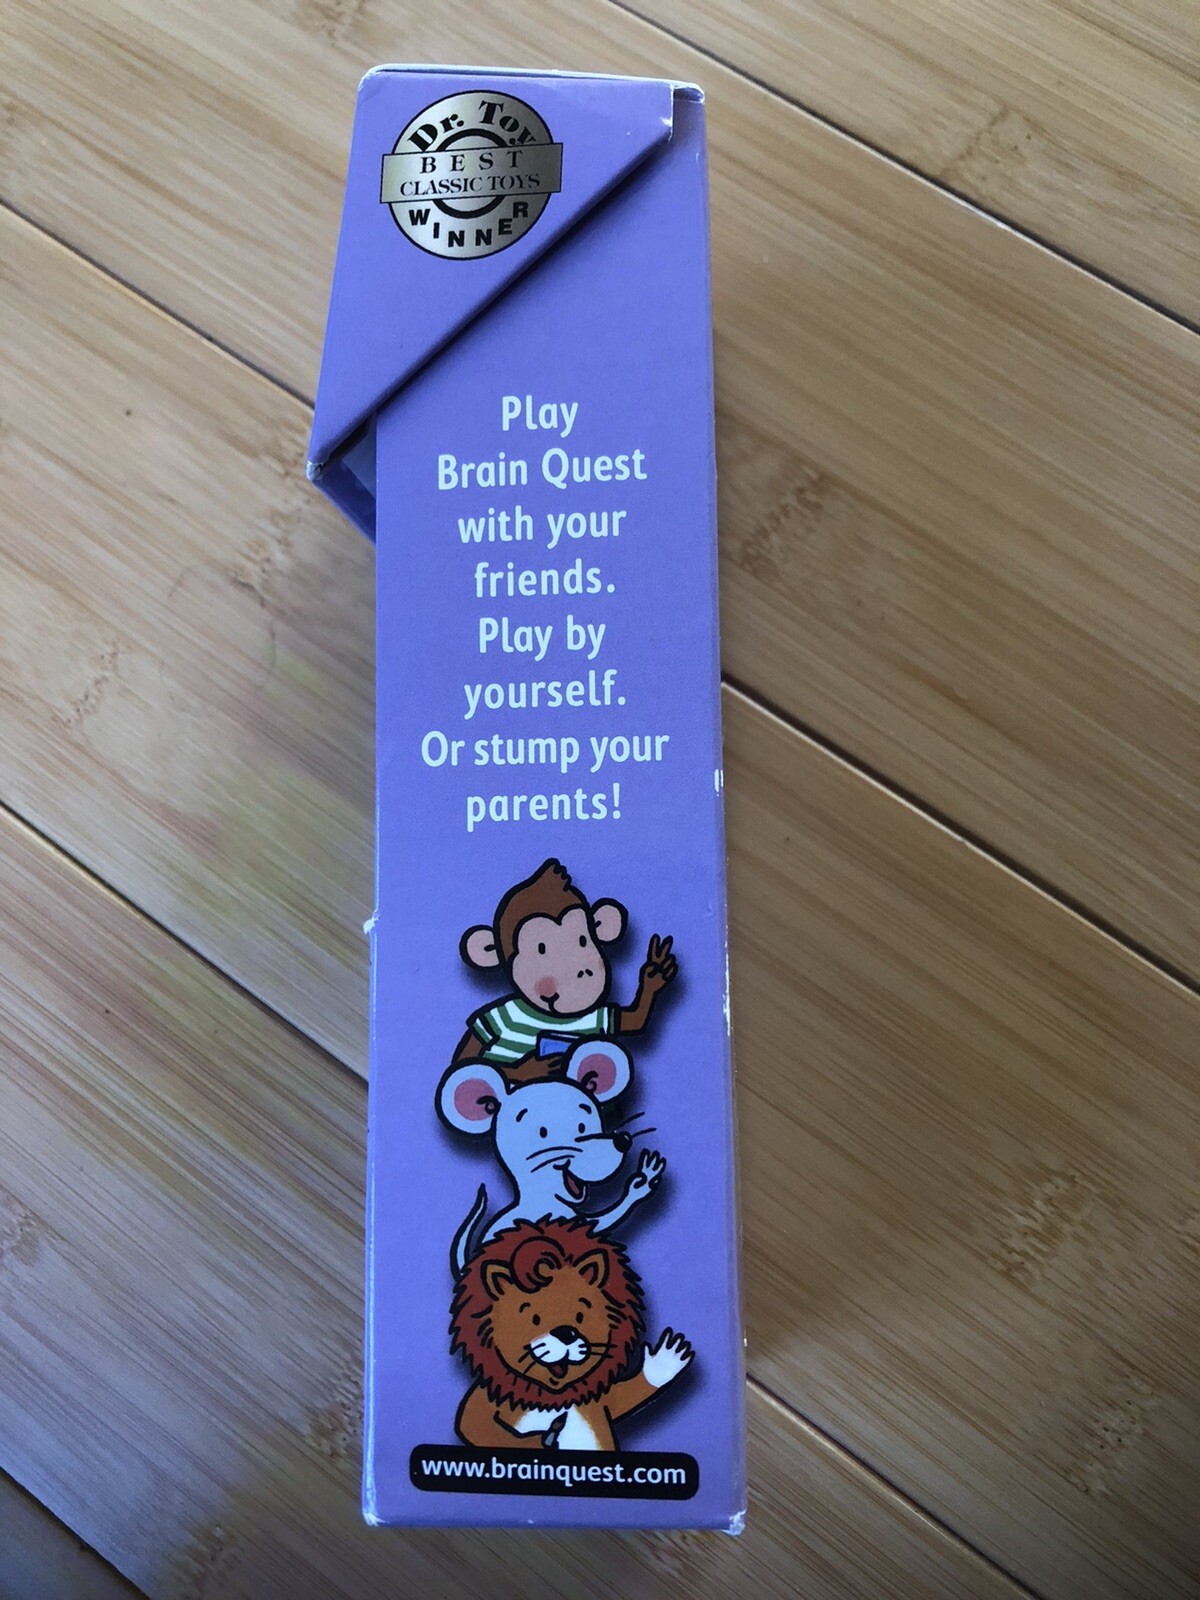 Dr. Toy
BEST
CLASSIC TOYS
WINNER
Play
Brain Quest
with your
friends.
Play by
yourself.
Or stump your
parents!
www.brainquest.com